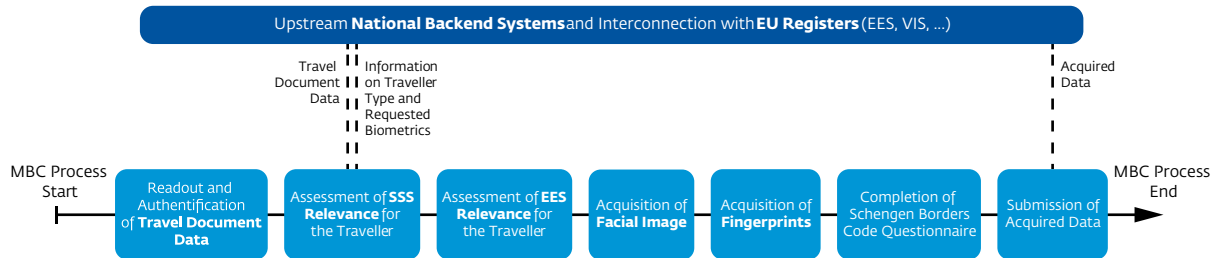 Upstream National Backend Systems and Interconnection with EU Registers (EES, VIS, ...)
Travel
Document
Data
Information
on Traveller
Type and
Requested
Biometrics
Acquired
Data
MBC Process
Start
Readout and
Authentification
of Travel Document
Data
Assessment of SSS
Relevance for
the Traveller
Assessment of EES
Relevance for
the Traveller
Acquisition of
Facial Image
Acquisition of
Fingerprints
Completion of
Schengen Borders
Code Questionnaire
Submission of
Acquired Data
MBC Process
End